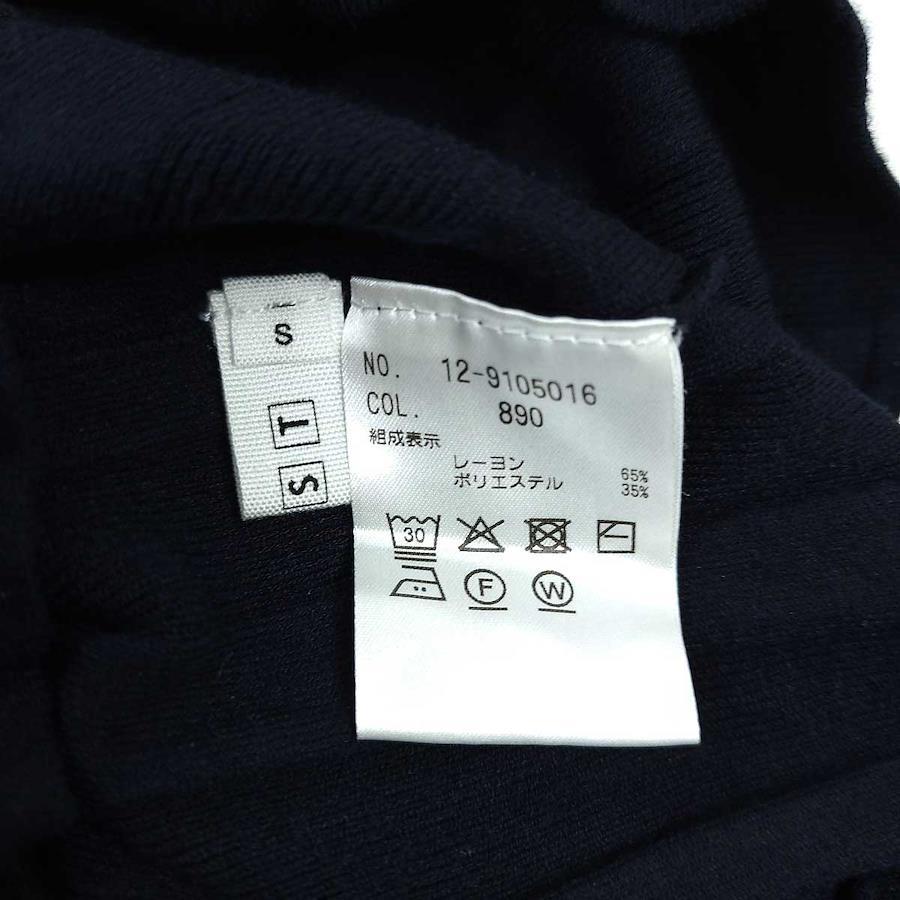 S
T
S
NO. 12-9105016
COL. 890
組成表示
レーヨン 65%
ポリエステル 35%
30
F
W